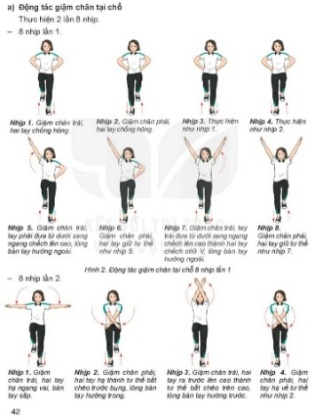 a) Động tác giậm chân tại chỗ
Thực hiện 2 lần 8 nhịp.
– 8 nhịp lần 1.
Nhịp 1. Giậm chân trái,
hai tay chống hông.
Nhịp 2. Giậm chân phải,
hai tay chống hông.
Nhịp 3. Thực hiện
như nhịp 1.
Nhịp 4. Thực hiện
như nhịp 2.
Nhịp 5. Giậm chân trái,
tay phải đưa từ dưới sang
ngang chếch lên cao, lòng
bàn tay hướng ngoài.
Nhịp 6.
Giậm chân phải,
hai tay giữ tư thế
như nhịp 5.
Nhịp 7. Giậm chân trái, tay
trái đưa từ dưới sang ngang
chếch lên cao thành hai tay
chếch chữ V, lòng bàn tay
hướng ngoài.
Nhịp 8.
Giậm chân phải,
hai tay giữ tư thế
như nhịp 7.
Hình 2. Động tác giậm chân tại chỗ 8 nhịp lần 1
– 8 nhịp lần 2.
Nhịp 1. Giậm
chân trái, hai tay
hạ ngang vai, bàn
tay sấp.
Nhịp 2. Giậm chân phải,
hai tay hạ thành tư thế bắt
chéo trước bụng, lòng bàn
tay hướng trong.
Nhịp 3. Giậm chân trái, hai
tay ra trước lên cao thành
tư thế bắt chéo trên cao,
lòng bàn tay hướng trước.
Nhịp 4. Giậm
chân phải, hai
tay hạ về tư thế
như nhịp 2.
42